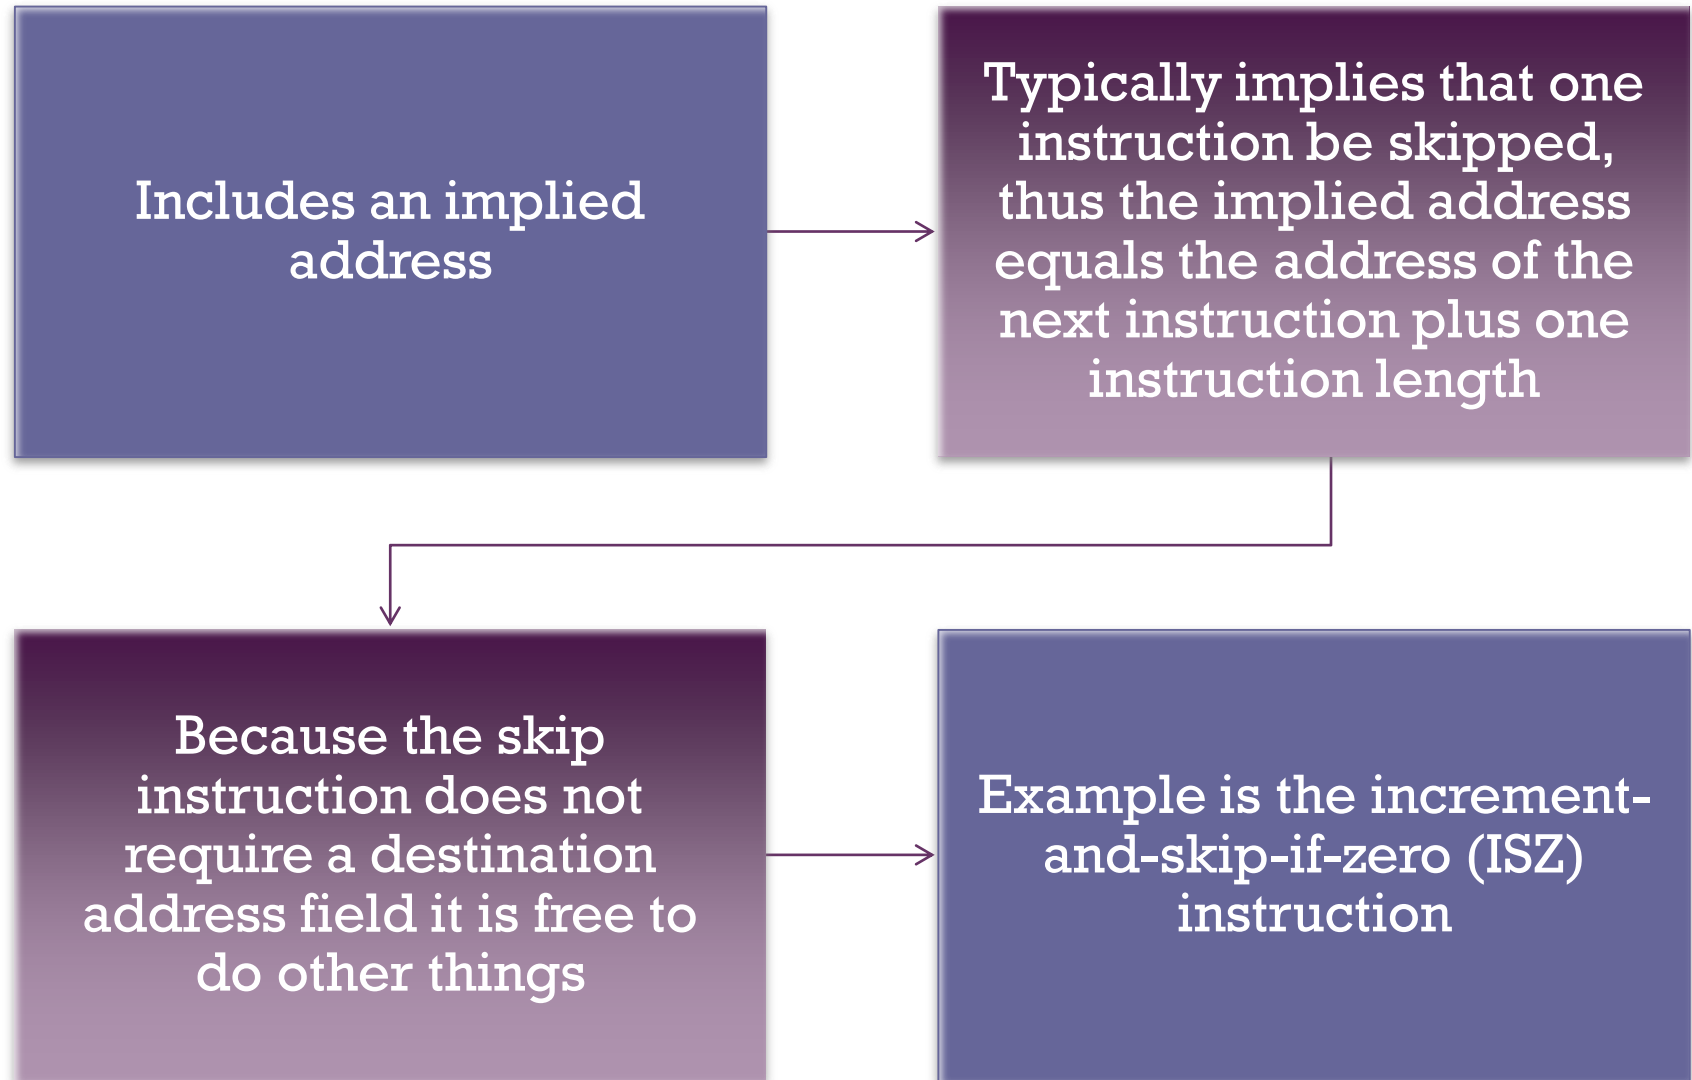 Includes an implied
address
Typically implies that one
instruction be skipped,
thus the implied address
equals the address of the
next instruction plus one
instruction length
Because the skip
instruction does not
require a destination
address field it is free to
do other things
Example is the increment-
and-skip-if-zero (ISZ)
instruction